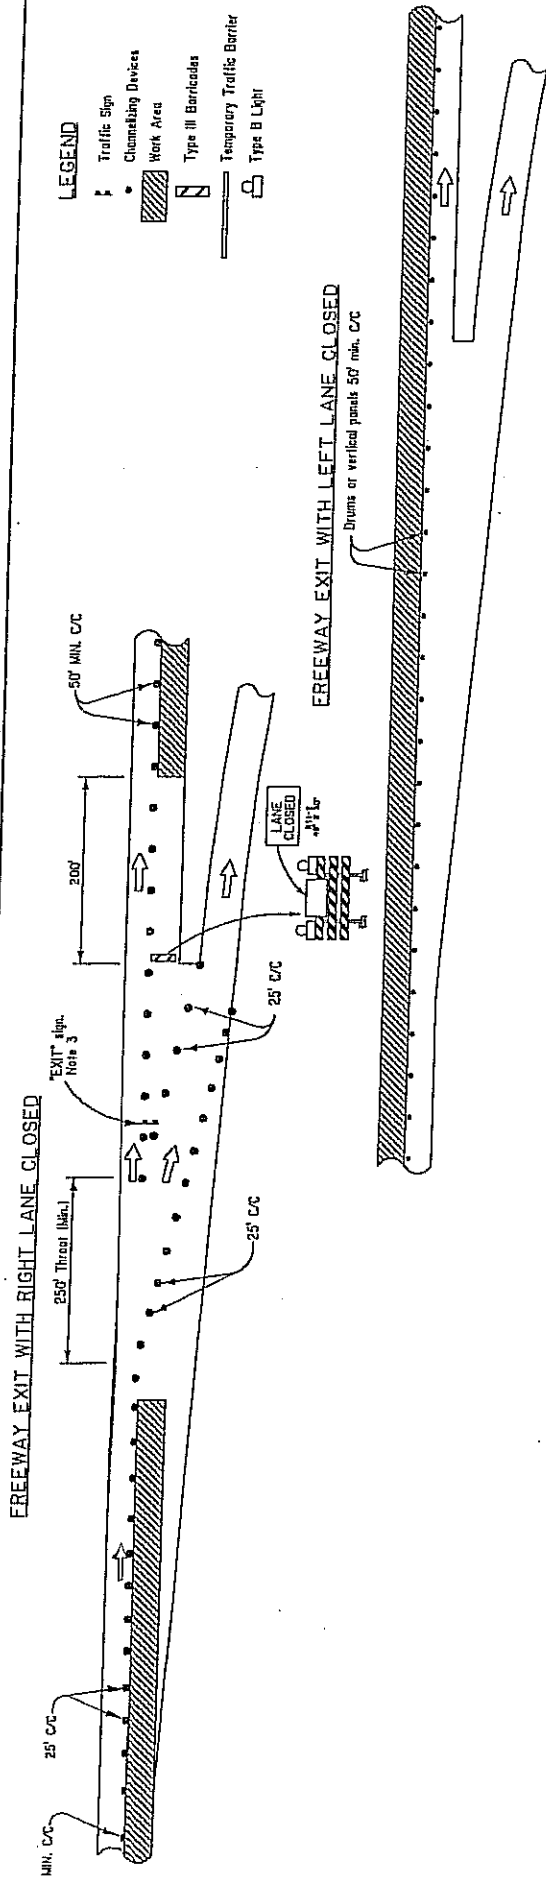 FREEWAY EXIT WITH RIGHT LANE CLOSED
MIN. C/C
25' C/C
250' Throat (Min.)
25' C/C
"EXIT" sign.
Note 3
25' C/C
200'
50' MIN. C/C
LANE
CLOSED
LEGEND
Traffic Sign
Channelizing Devices
Work Area
Type III Barricades
Temporary Traffic Barrier
Type B Light
FREEWAY EXIT WITH LEFT LANE CLOSED
Drums or vertical panels 50' min. C/C